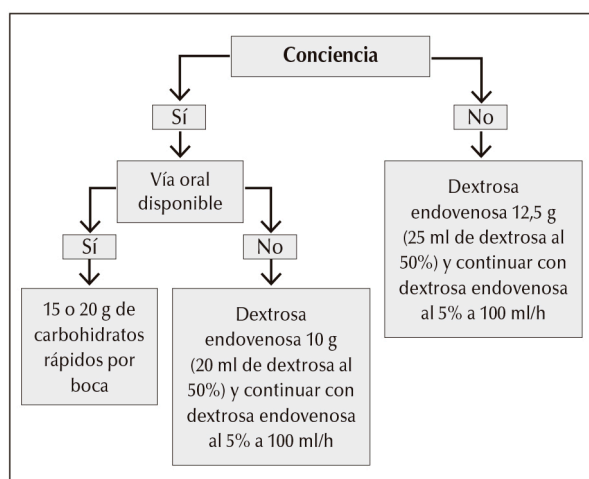 Conciencia
Sí
No
Vía oral
disponible
Sí
No
15 o 20 g de
carbohidratos
rápidos por
boca
Dextrosa
endovenosa 10 g
(20 ml de dextrosa al
50%) y continuar con
dextrosa endovenosa
al 5% a 100 ml/h
Dextrosa
endovenosa 12,5 g
(25 ml de dextrosa al
50%) y continuar con
dextrosa endovenosa
al 5% a 100 ml/h